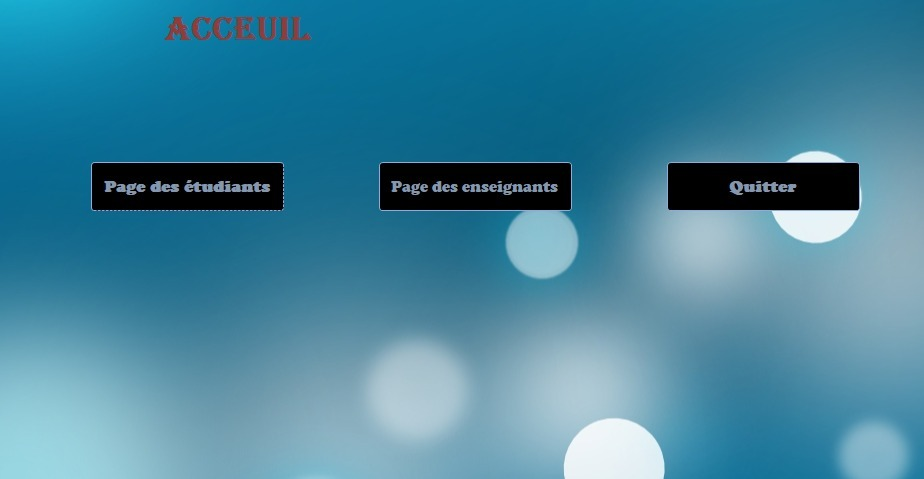 ACCEUIL
Page des étudiants
Page des enseignants
Quitter